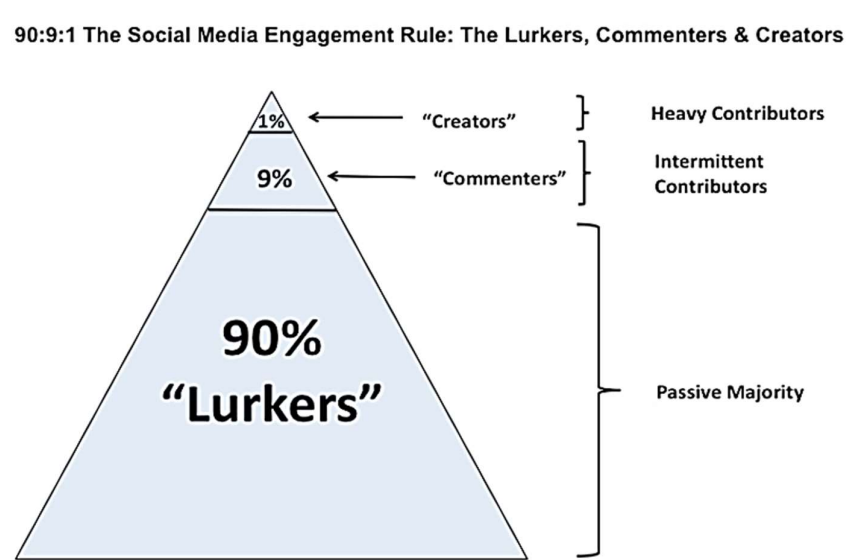 90:9:1 The Social Media Engagement Rule: The Lurkers, Commenters & Creators
1%
“Creators”
Heavy Contributors
9%
“Commenters”
Intermittent
Contributors
90%
“Lurkers”
Passive Majority